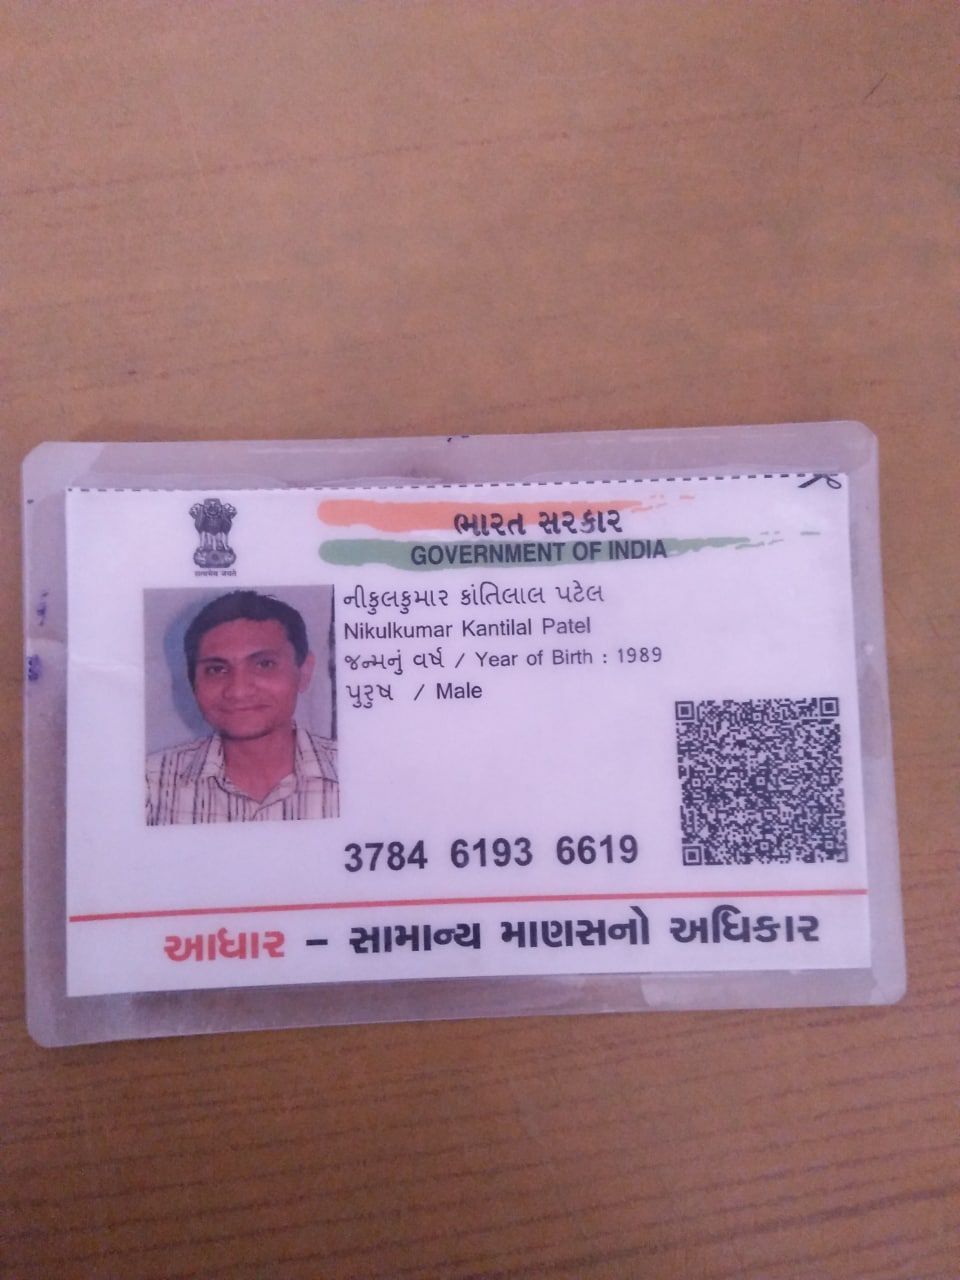 ભારત સરકાર
GOVERNMENT OF INDIA
सत्यमेव जयते
નીકુલકુમાર કાંતિલાલ પટેલ
Nikulkumar Kantilal Patel
જન્મનું વર્ષ / Year of Birth : 1989
પુરુષ / Male
3784 6193 6619
આધાર – સામાન્ય માણસનો અધિકાર